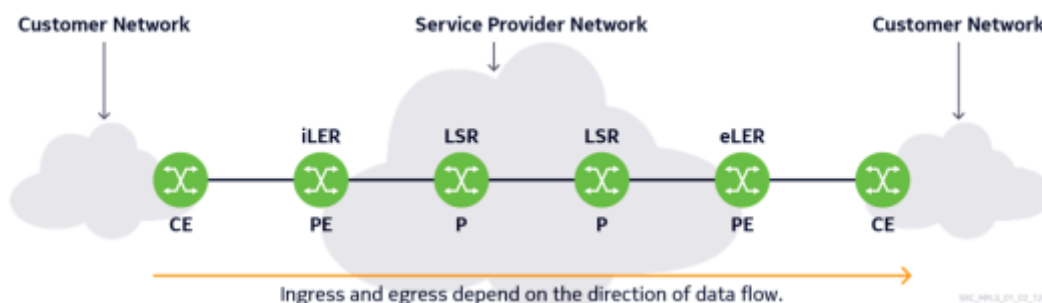 Customer Network
Service Provider Network
Customer Network
iLER
LSR
LSR
eLER
CE
PE
P
P
PE
CE
Ingress and egress depend on the direction of data flow.